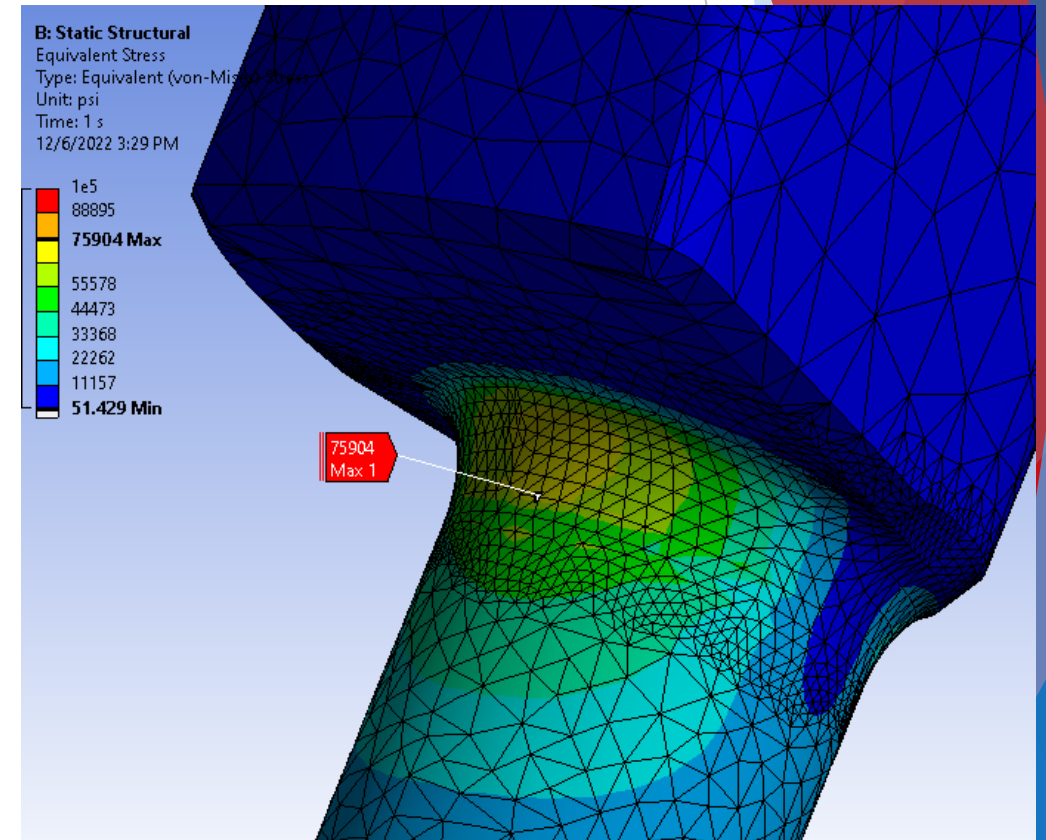 B: Static Structural
Equivalent Stress
Type: Equivalent (von-Mises) Stress
Unit: psi
Time: 1 s
12/6/2022 3:29 PM
1e5
88895
75904 Max
55578
44473
33368
22262
11157
51.429 Min
75904
Max 1